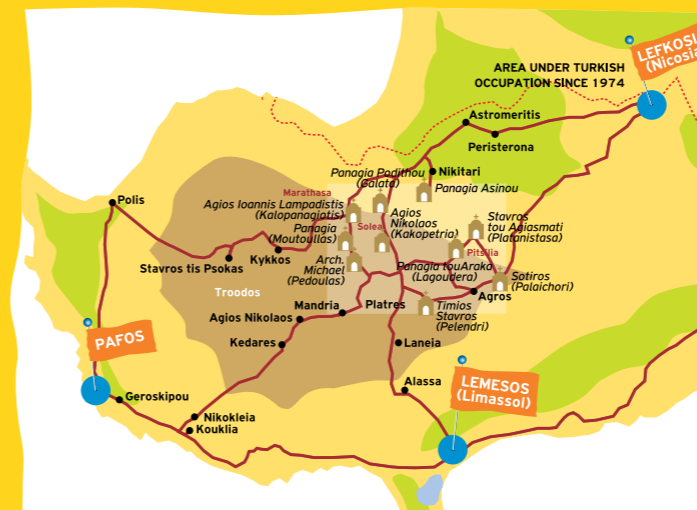 LEFKOSIA
(Nicosia)
AREA UNDER TURKISH
OCCUPATION SINCE 1974
Astromeritis
Peristerona
Panagia Podithou
(Galata)
Nikitari
Panagia Asinou
Marathasa
Agios Ioannis Lampadistis
(Kalopanagiotis)
Polis
Agios
Nikolaos
(Kakopetria)
Solea
Stavros
tou Agiasmati
(Platanistasa)
Panagia
(Moutoullas)
Pitsilia
Kykkos
Stavros tis Psokas
Arch.
Michael
(Pedoulas)
Panagia touAraka
(Lagoudera)
Sotiros
(Palaichori)
Troodos
Mandria
Platres
Agros
Timios
Stavros
(Pelendri)
Agios Nikolaos
Kedares
Laneia
PAFOS
Alassa
LEMESOS
(Limassol)
Geroskipou
Nikokleia
Kouklia